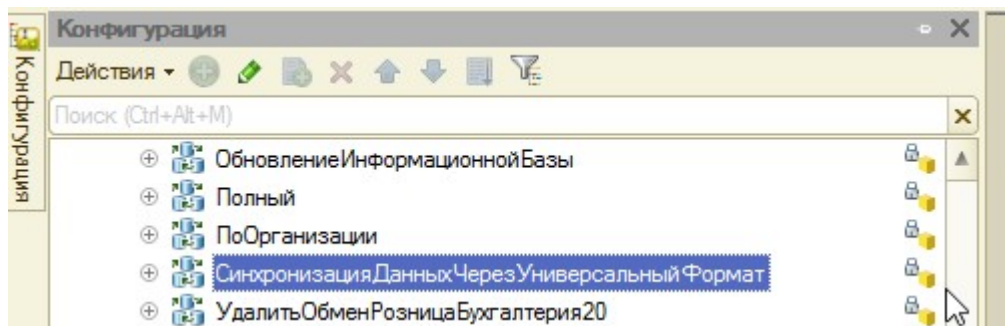 Конфигурация
Конфигурация
Действия
Поиск (Ctrl+Alt+M)
ОбновлениеИнформационнойБазы
Полный
ПоОрганизации
СинхронизацияДанныхЧерезУниверсальныйФормат
УдалитьОбменРозницаБухгалтерия20